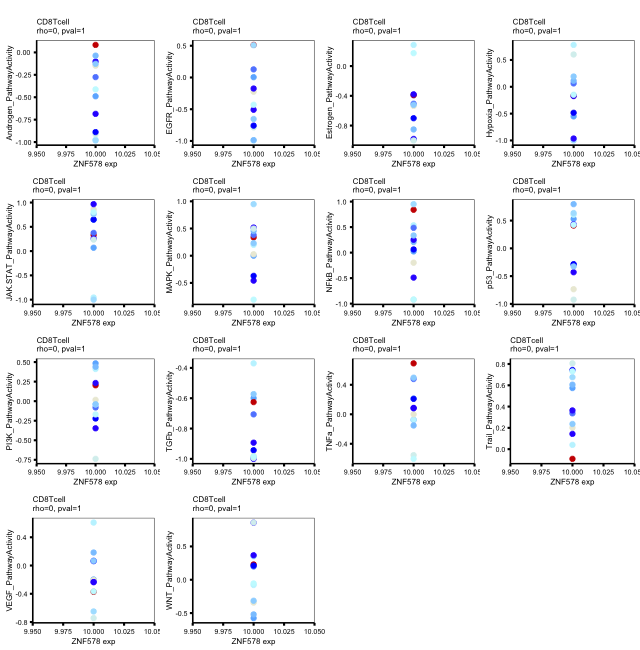 CD8Tcell
rho=0, pval=1
Androgen_PathwayActivity
0.00
-0.25
-0.50
-0.75
-1.00
9.950 9.975 10.000 10.025 10.05
ZNF578 exp
CD8Tcell
rho=0, pval=1
EGFR_PathwayActivity
0.5
0.0
-0.5
-1.0
9.950 9.975 10.000 10.025 10.05
ZNF578 exp
CD8Tcell
rho=0, pval=1
Estrogen_PathwayActivity
0.0
-0.4
-0.8
9.950 9.975 10.000 10.025 10.05
ZNF578 exp
CD8Tcell
rho=0, pval=1
Hypoxia_PathwayActivity
0.5
0.0
-0.5
-1.0
9.950 9.975 10.000 10.025 10.05
ZNF578 exp
CD8Tcell
rho=0, pval=1
JAK.STAT_PathwayActivity
1.0
0.5
0.0
-0.5
-1.0
9.950 9.975 10.000 10.025 10.05
ZNF578 exp
CD8Tcell
rho=0, pval=1
MAPK_PathwayActivity
1.0
0.5
0.0
-0.5
9.950 9.975 10.000 10.025 10.05
ZNF578 exp
CD8Tcell
rho=0, pval=1
NFkB_PathwayActivity
1.0
0.5
0.0
-0.5
-1.0
9.950 9.975 10.000 10.025 10.05
ZNF578 exp
CD8Tcell
rho=0, pval=1
p53_PathwayActivity
0.5
0.0
-0.5
-1.0
9.950 9.975 10.000 10.025 10.05
ZNF578 exp
CD8Tcell
rho=0, pval=1
PI3K_PathwayActivity
0.50
0.25
0.00
-0.25
-0.50
-0.75
9.950 9.975 10.000 10.025 10.05
ZNF578 exp
CD8Tcell
rho=0, pval=1
TGFb_PathwayActivity
-0.4
-0.6
-0.8
-1.0
9.950 9.975 10.000 10.025 10.05
ZNF578 exp
CD8Tcell
rho=0, pval=1
TNFa_PathwayActivity
0.4
0.0
-0.4
9.950 9.975 10.000 10.025 10.05
ZNF578 exp
CD8Tcell
rho=0, pval=1
Trail_PathwayActivity
0.8
0.6
0.4
0.2
0.0
9.950 9.975 10.000 10.025 10.05
ZNF578 exp
CD8Tcell
rho=0, pval=1
VEGF_PathwayActivity
0.4
0.0
-0.4
-0.8
9.950 9.975 10.000 10.025 10.05
ZNF578 exp
CD8Tcell
rho=0, pval=1
WNT_PathwayActivity
0.5
0.0
-0.5
9.950 9.975 10.000 10.025 10.050
ZNF578 exp